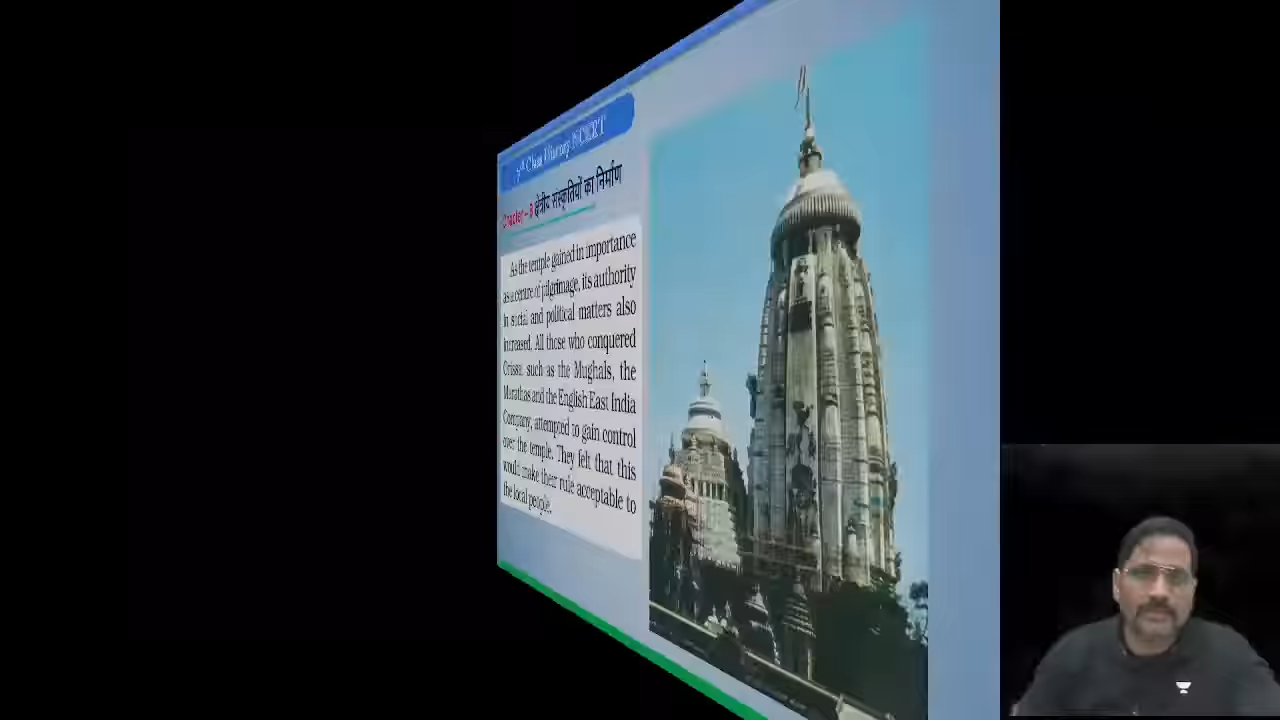 7th Class History NCERT
Chapter - 9 क्षेत्रीय संस्कृतियों का निर्माण
As the temple gained in importance
as a centre of pilgrimage, its authority
in social and political matters also
increased. All those who conquered
Orissa, such as the Mughals, the
Marathas and the English East India
Company, attempted to gain control
over the temple. They felt that this
would make their rule acceptable to
the local people.